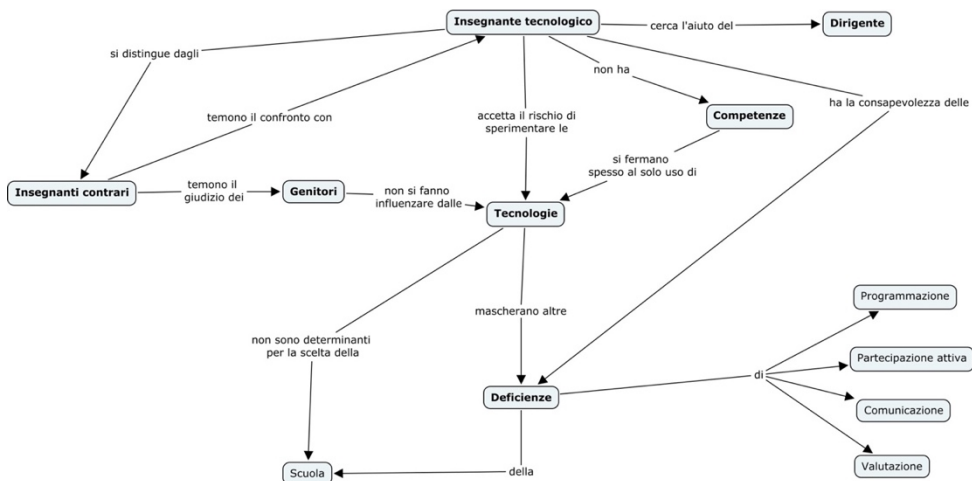 Insegnante tecnologico
cerca l'aiuto del
Dirigente
si distingue dagli
non ha
temono il confronto con
accetta il rischio di
sperimentare le
Competenze
ha la consapevolezza delle
si fermano
spesso al solo uso di
Insegnanti contrari
temono il
giudizio dei
Genitori
non si fanno
influenzare dalle
Tecnologie
mascherano altre
non sono determinanti
per la scelta della
Programmazione
Partecipazione attiva
di
Deficienze
Comunicazione
Valutazione
Scuola
della